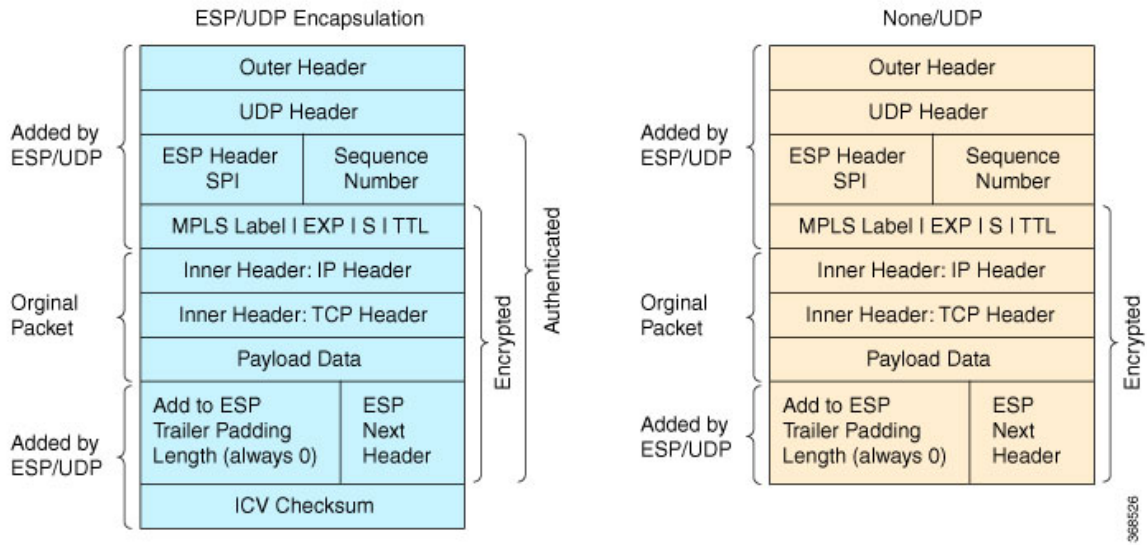 ESP/UDP Encapsulation
Added by
ESP/UDP
Outer Header
UDP Header
ESP Header
SPI
Sequence
Number
MPLS Label | EXP | S | TTL
Orginal
Packet
Inner Header: IP Header
Inner Header: TCP Header
Payload Data
Added by
ESP/UDP
Add to ESP
Trailer Padding
Length (always 0)
ESP
Next
Header
ICV Checksum
Encrypted
Authenticated
None/UDP
Added by
ESP/UDP
Outer Header
UDP Header
ESP Header
SPI
Sequence
Number
MPLS Label | EXP | S | TTL
Orginal
Packet
Inner Header: IP Header
Inner Header: TCP Header
Payload Data
Added by
ESP/UDP
Add to ESP
Trailer Padding
Length (always 0)
ESP
Next
Header
Encrypted
368526